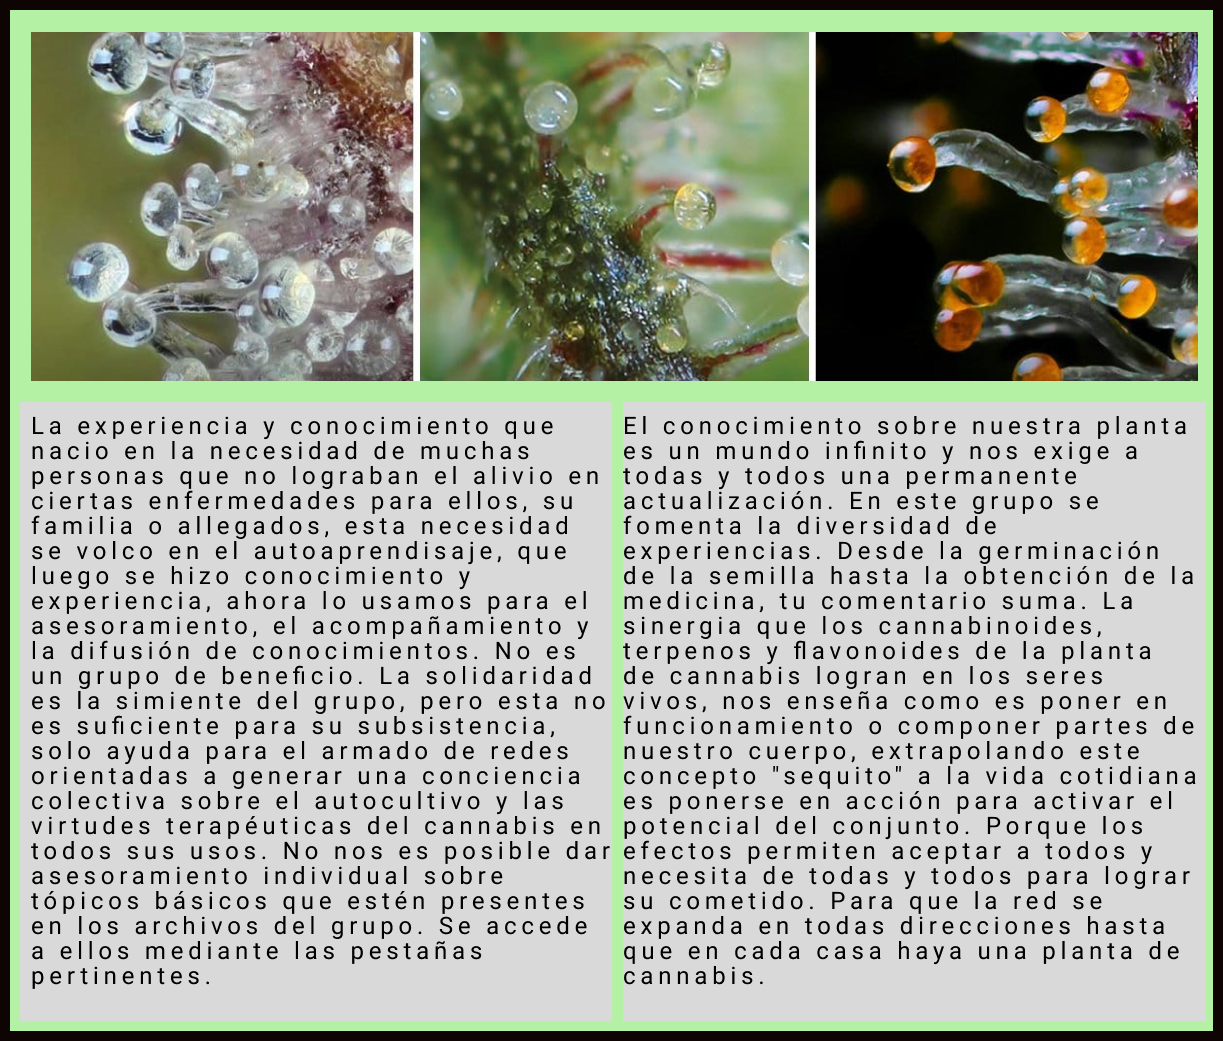 La experiencia y conocimiento que
nacio en la necesidad de muchas
personas que no lograban el alivio en
ciertas enfermedades para ellos, su
familia o allegados, esta necesidad
se volco en el autoaprendisaje, que
luego se hizo conocimiento y
experiencia, ahora lo usamos para el
asesoramiento, el acompañamiento y
la difusión de conocimientos. No es
un grupo de beneficio. La solidaridad
es la simiente del grupo, pero esta no
es suficiente para su subsistencia,
solo ayuda para el armado de redes
orientadas a generar una conciencia
colectiva sobre el autocultivo y las
virtudes terapéuticas del cannabis en
todos sus usos. No nos es posible dar
asesoramiento individual sobre
tópicos básicos que estén presentes
en los archivos del grupo. Se accede
a ellos mediante las pestañas
pertinentes.
El conocimiento sobre nuestra planta
es un mundo infinito y nos exige a
todas y todos una permanente
actualización. En este grupo se
fomenta la diversidad de
experiencias. Desde la germinación
de la semilla hasta la obtención de la
medicina, tu comentario suma. La
sinergia que los cannabinoides,
terpenos y flavonoides de la planta
de cannabis logran en los seres
vivos, nos enseña como es poner en
funcionamiento o componer partes de
nuestro cuerpo, extrapolando este
concepto "sequito" a la vida cotidiana
es ponerse en acción para activar el
potencial del conjunto. Porque los
efectos permiten aceptar a todos y
necesita de todas y todos para lograr
su cometido. Para que la red se
expanda en todas direcciones hasta
que en cada casa haya una planta de
cannabis.